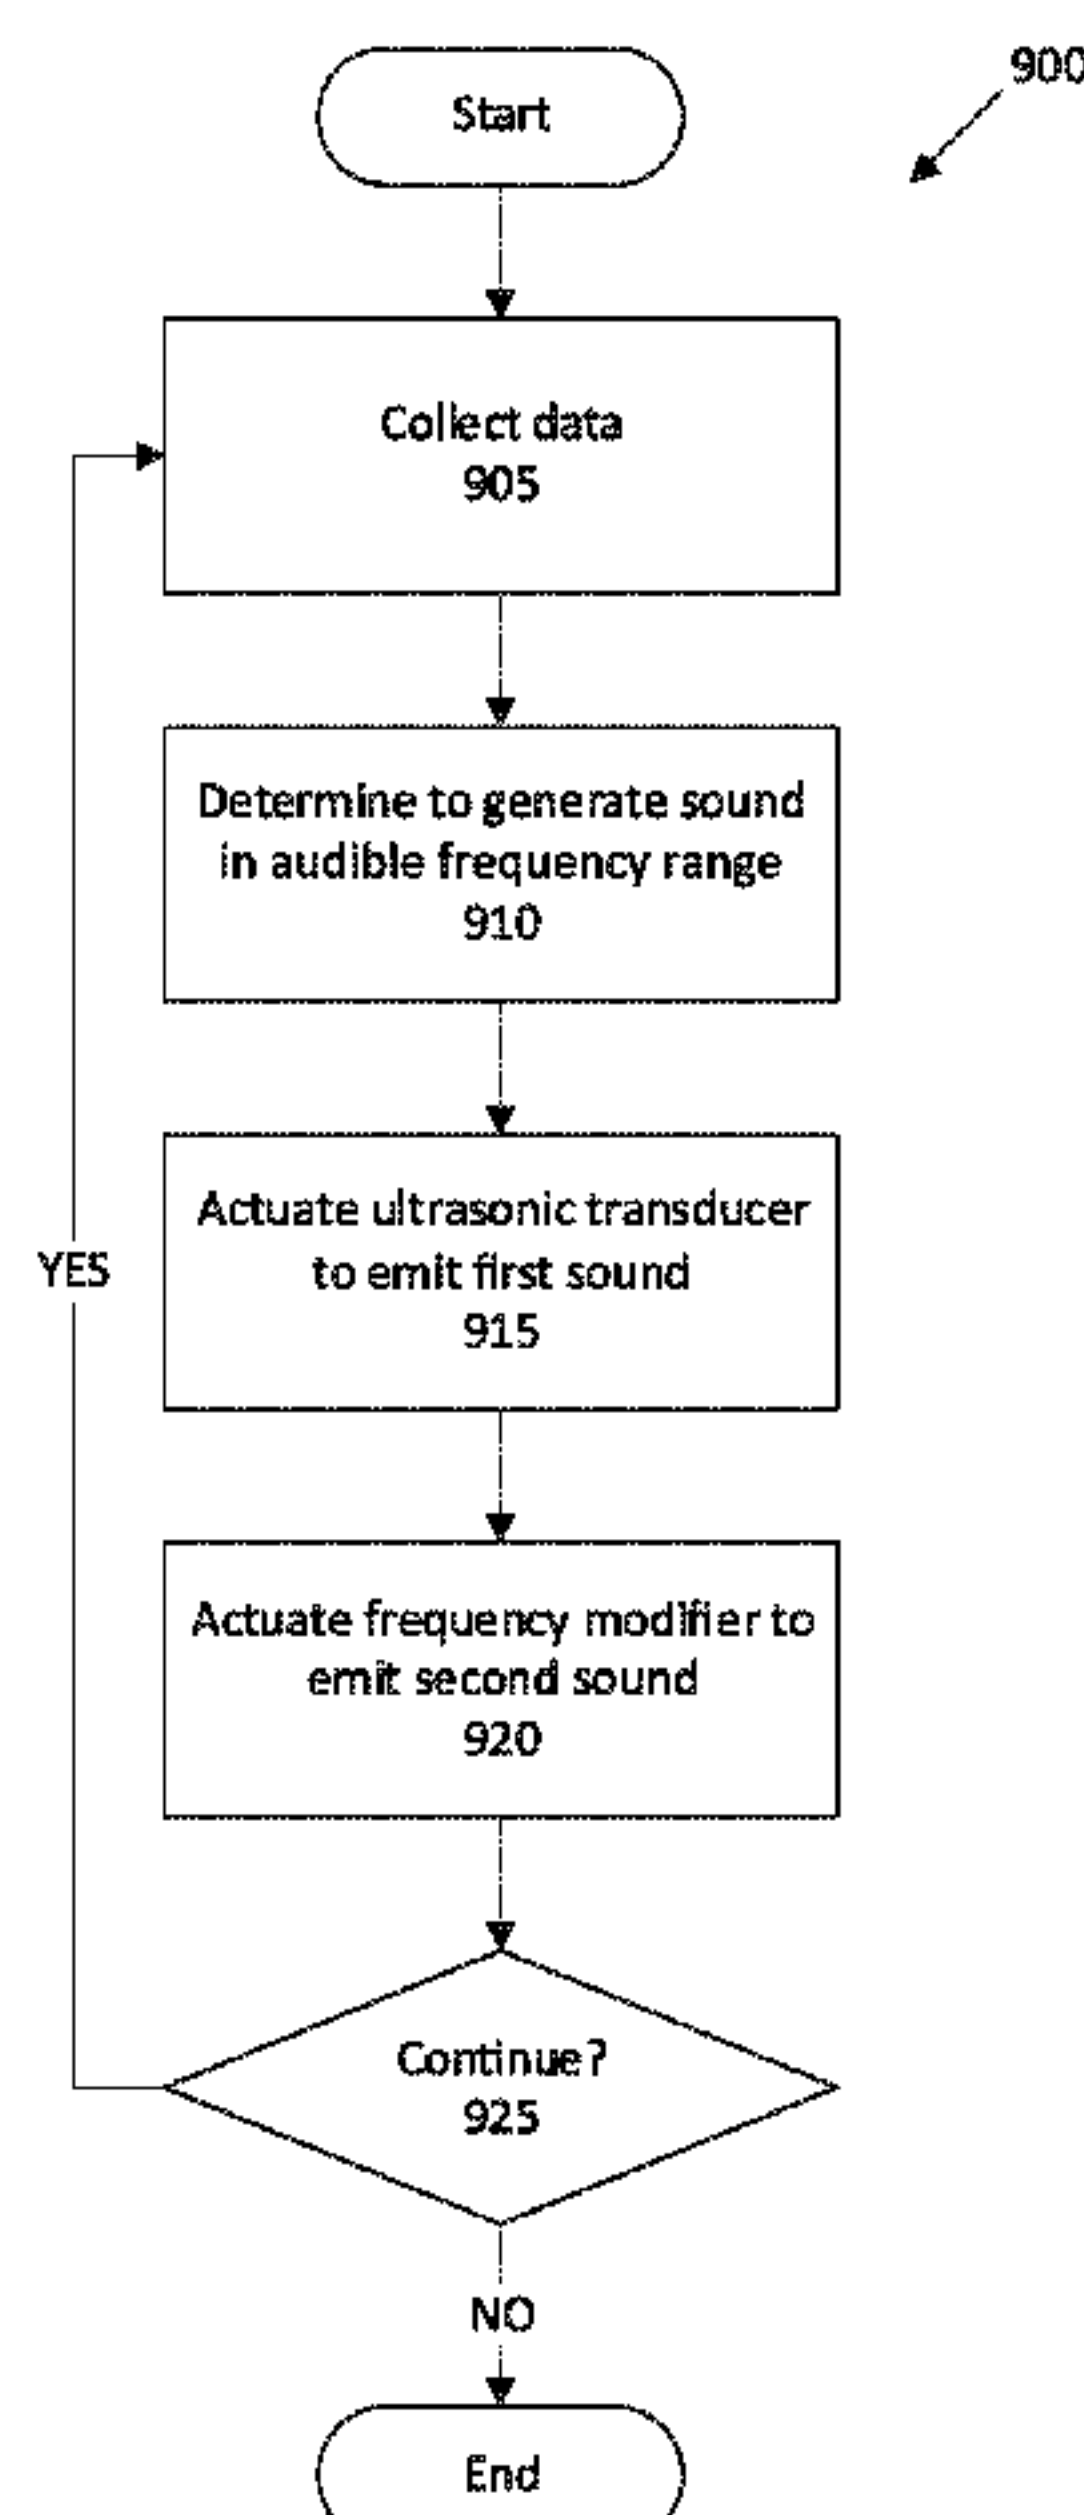 900
Start
Collect data
905
Determine to generate sound
in audible frequency range
910
Actuate ultrasonic transducer
to emit first sound
915
YES
Actuate frequency modifier to
emit second sound
920
Continue?
925
NO
End